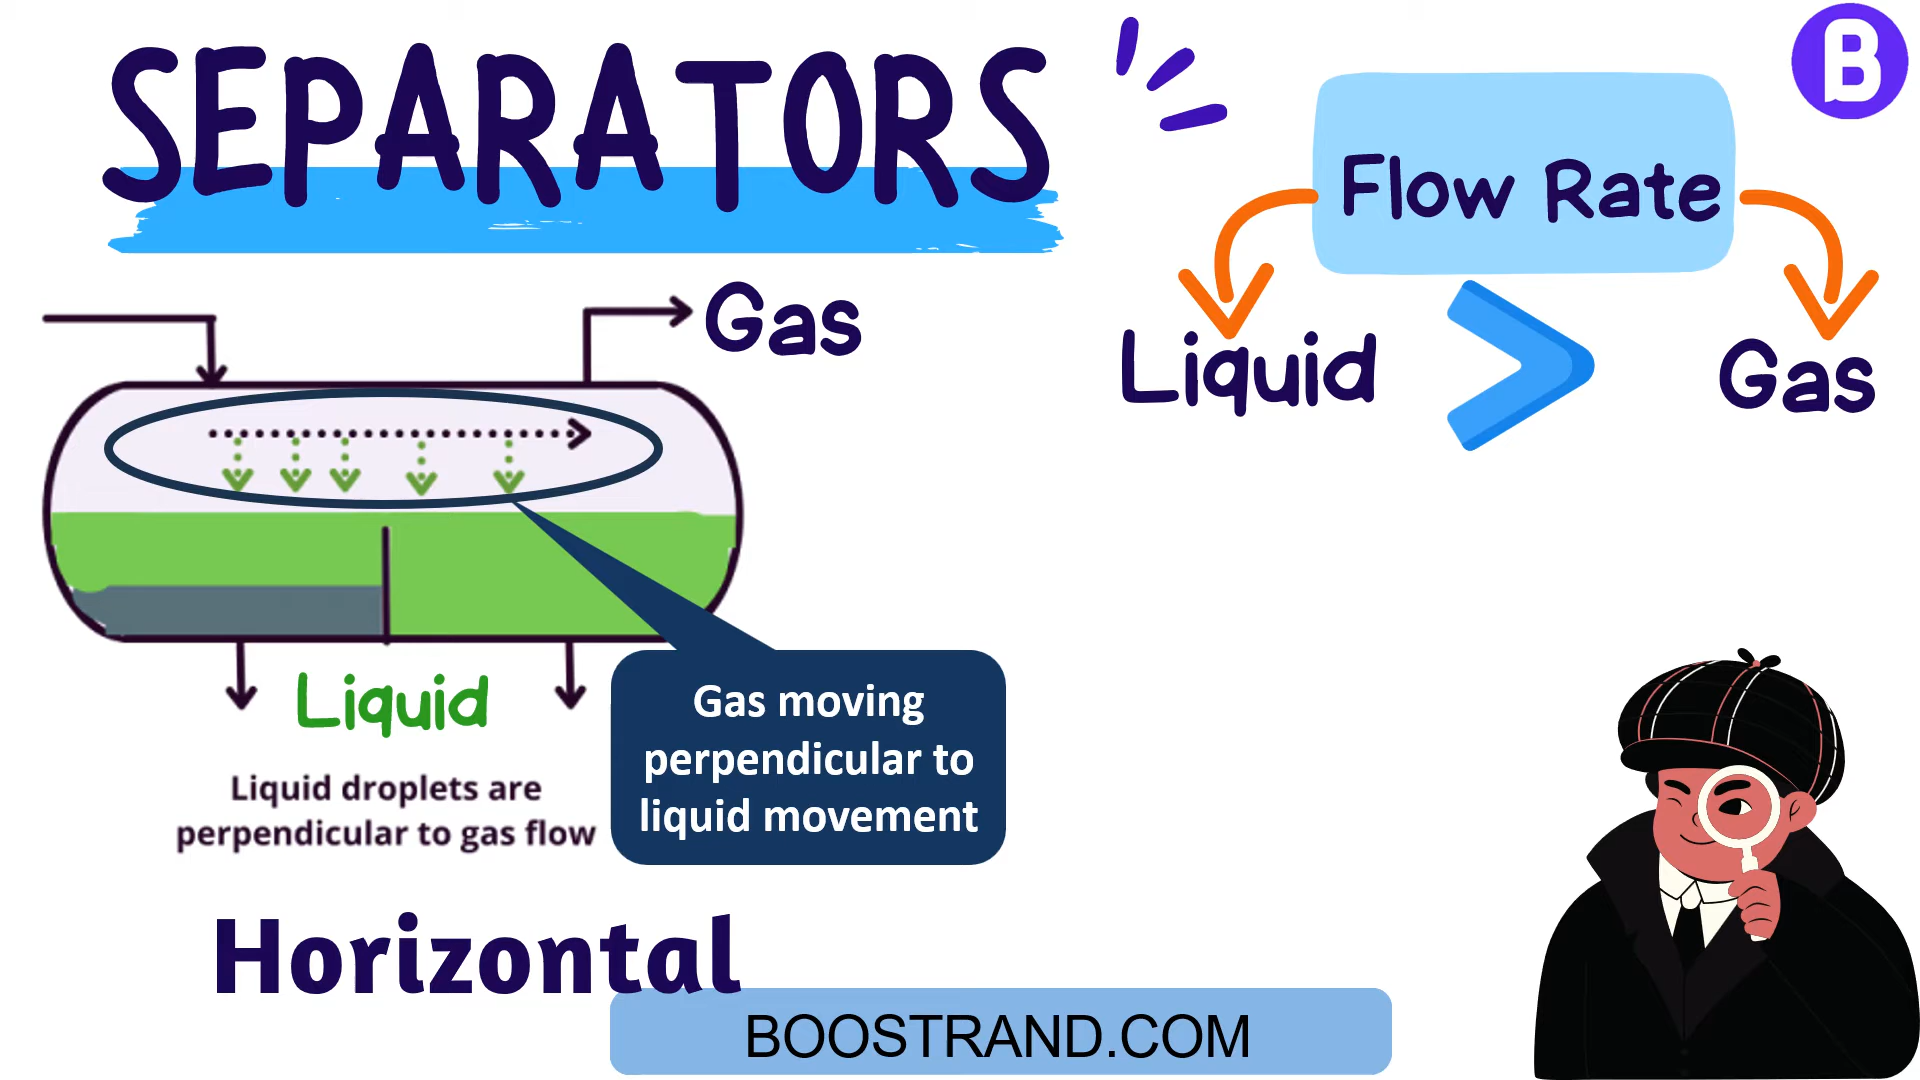 SEPARATORS
B
Flow Rate
Liquid
Gas
Gas
Liquid
Liquid droplets are
perpendicular to gas flow
Gas moving
perpendicular to
liquid movement
Horizontal
BOOSTRAND.COM